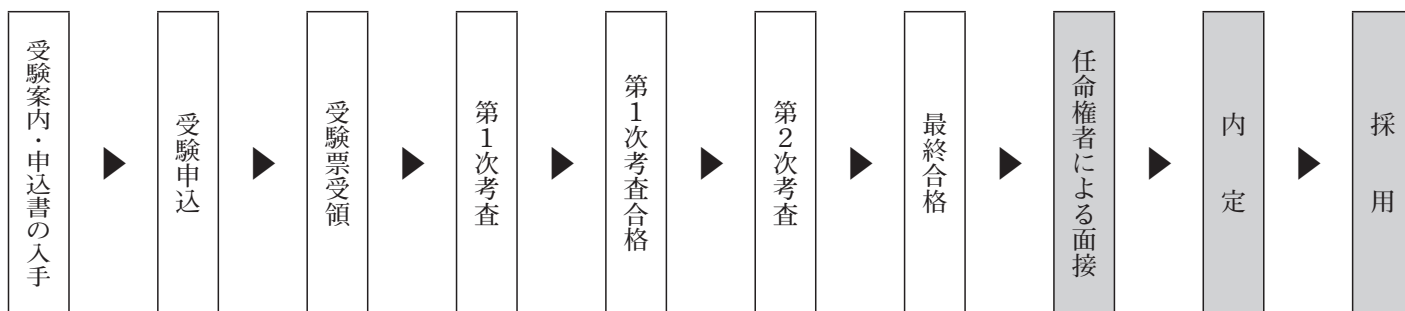 受験案内・申込書の入手
受験申込
受験票受領
第1次考査
第1次考査合格
第2次考査
最終合格
任命権者による面接
内定
採用